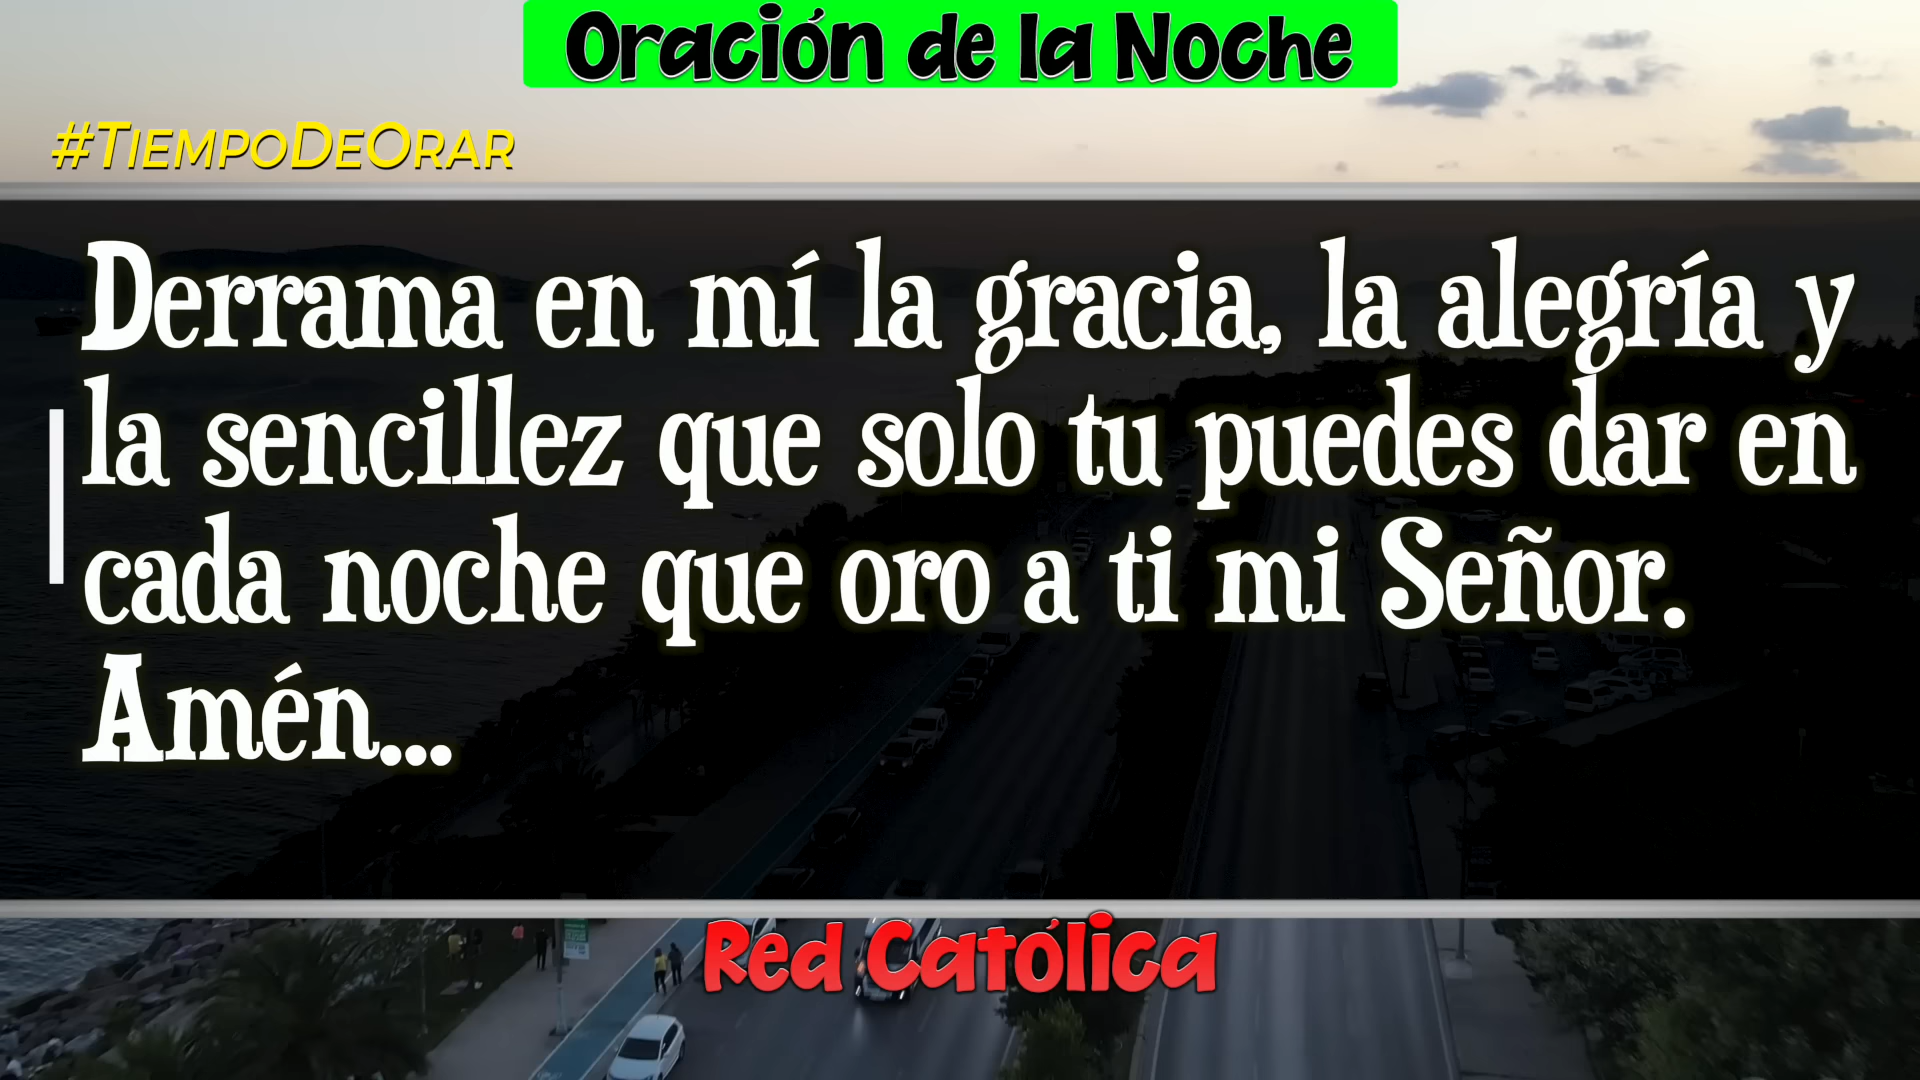 Oración de la Noche
#TiempoDeOrar
Derrama en mí la gracia, la alegría y
la sencillez que solo tu puedes dar en
cada noche que oro a ti mi Señor.
Amén...
Red Católica